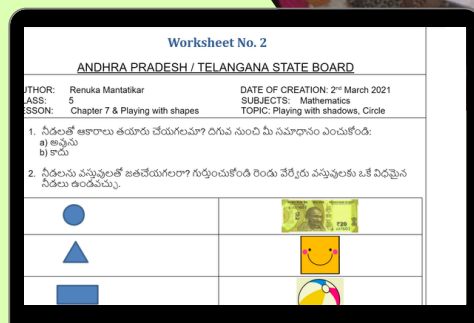 Worksheet No. 2
ANDHRA PRADESH / TELANGANA STATE BOARD
UTHOR: Renuka Mantatikar DATE OF CREATION: 2nd March 2021
LASS: 5 SUBJECTS: Mathematics
ESSON: Chapter 7 & Playing with shapes TOPIC: Playing with shadows, Circle
1. నీడలతో ఆకారాలు తయారు చేయగలమా? దిగువ నుంచి మీ సమాధానం ఎంచుకోండి:
a) అవును
b) కాదు
2. నీడలను వస్తువులతో జతచేయగలరా? గుర్తుంచుకోండి రెండు వేర్వేరు వస్తువులకు ఒకే విధమైన
నీడలు ఉండవచ్చు.
₹20